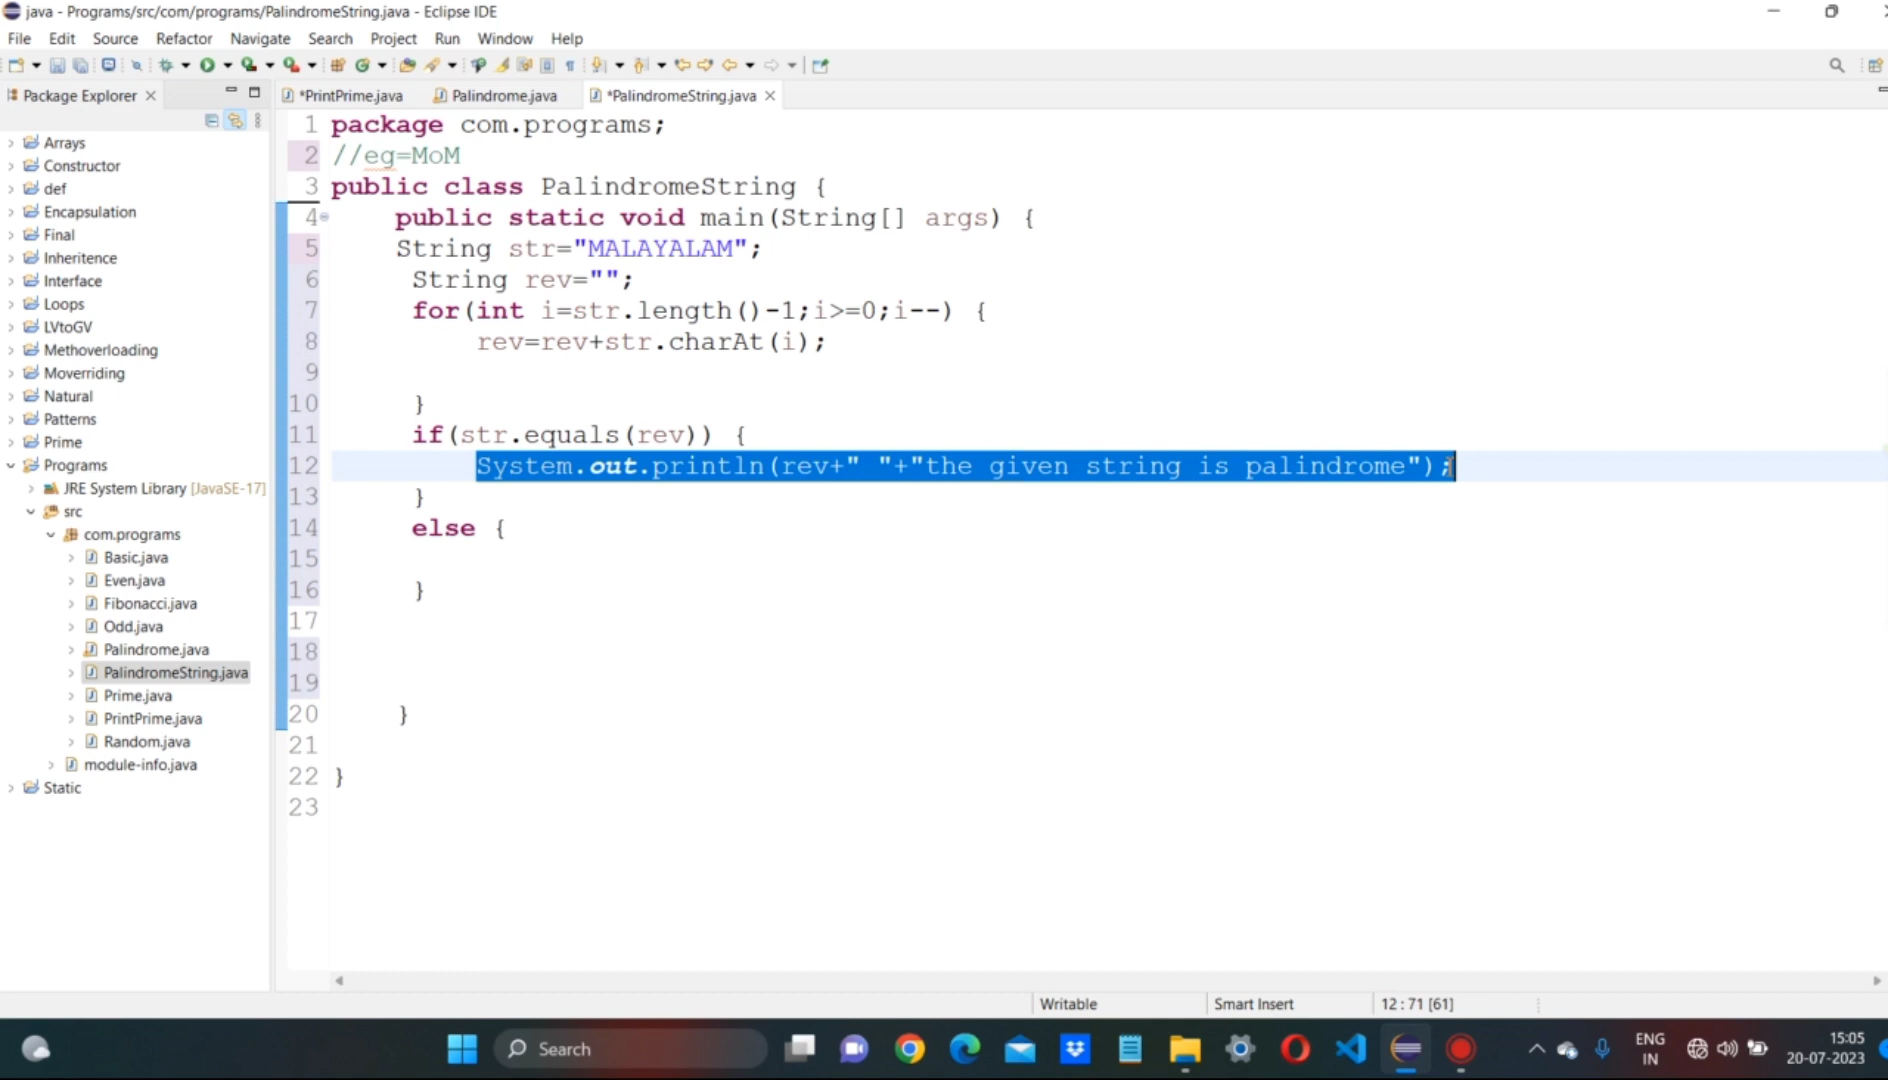 java - Programs/src/com/programs/PalindromeString.java - Eclipse IDE
File Edit Source Refactor Navigate Search Project Run Window Help
Package Explorer
*PrintPrime.java Palindrome.java *PalindromeString.java
Arrays
Constructor
def
Encapsulation
Final
Inheritence
Interface
Loops
LVtoGV
Methoverloading
Moverriding
Natural
Patterns
Prime
Programs
JRE System Library [JavaSE-17]
src
com.programs
Basic.java
Even.java
Fibonacci.java
Odd.java
Palindrome.java
PalindromeString.java
Prime.java
PrintPrime.java
Random.java
module-info.java
Static
1 package com.programs;
2 //eg=MoM
3 public class PalindromeString {
4 public static void main(String[] args) {
5 String str="MALAYALAM";
6 String rev="";
7 for(int i=str.length()-1;i>=0;i--) {
8 rev=rev+str.charAt(i);
9
10 }
11 if(str.equals(rev)) {
12 System.out.println(rev+" "+"the given string is palindrome");
13 }
14 else {
15
16 }
17
18
19
20 }
21
22 }
23
Writable Smart Insert 12 : 71 [61]
Search
ENG
IN
15:05
20-07-2023